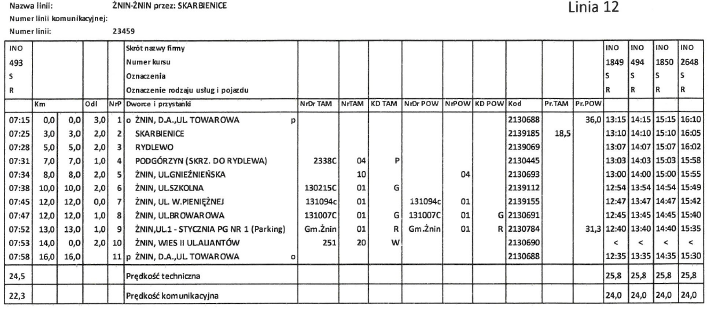 Nazwa linii: ŻNIN-ŻNIN przez: SKARBIENICE Linia 12
Numer linii komunikacyjnej:
Numer linii: 23459
INO Skrót nazwy firmy INO INO INO INO
493 Numer kursu 1849 494 1850 2648
S Oznaczenia S S S S
R Oznaczenie rodzaju usług i pojazdu R R R R
Km Odl NrP Dworce i przystanki NrDr TAM NrTAM KD TAM NrDr POW NrPOW KD POW Kod Pr.TAM Pr.POW
07:15 0,0 0,0 3,0 1 o ŻNIN, D.A.,UL. TOWAROWA p 2130688 36,0 13:15 14:15 15:15 16:10
07:25 3,0 3,0 2,0 2 SKARBIENICE 2139185 18,5 13:10 14:10 15:10 16:05
07:28 5,0 5,0 2,0 3 RYDLEWO 2139069 13:07 14:07 15:07 16:02
07:31 7,0 7,0 1,0 4 PODGÓRZYN (SKRZ. DO RYDLEWA) 2338C 04 P 2130445 13:03 14:03 15:03 15:58
07:34 8,0 8,0 2,0 5 ŻNIN, UL.GNIEŹNIEŃSKA 10 04 2130693 13:00 14:00 15:00 15:55
07:38 10,0 10,0 2,0 6 ŻNIN, UL.SZKOLNA 130215C 01 G 2139112 12:54 13:54 14:54 15:49
07:45 12,0 12,0 0,0 7 ŻNIN, UL. W.PIENIĘŻNEJ 131094c 01 131094c 01 2139155 12:47 13:47 14:47 15:42
07:47 12,0 12,0 1,0 8 ŻNIN, UL.BROWAROWA 131007C 01 G 131007C 01 G 2130691 12:45 13:45 14:45 15:40
07:52 13,0 13,0 1,0 9 ŻNIN,UL.1 - STYCZNIA PG NR 1 (Parking) Gm.Żnin 01 R Gm.Żnin 01 R 2130784 31,3 12:40 13:40 14:40 15:35
07:53 14,0 0,0 2,0 10 ŻNIN, WIES II UL.ALIANTÓW 251 20 W 2130690 < < < <
07:58 16,0 16,0 11 p ŻNIN, D.A.,UL. TOWAROWA o 2130688 12:35 13:35 14:35 15:30
24,5 Prędkość techniczna 25,8 25,8 25,8 25,8
22,3 Prędkość komunikacyjna 24,0 24,0 24,0 24,0